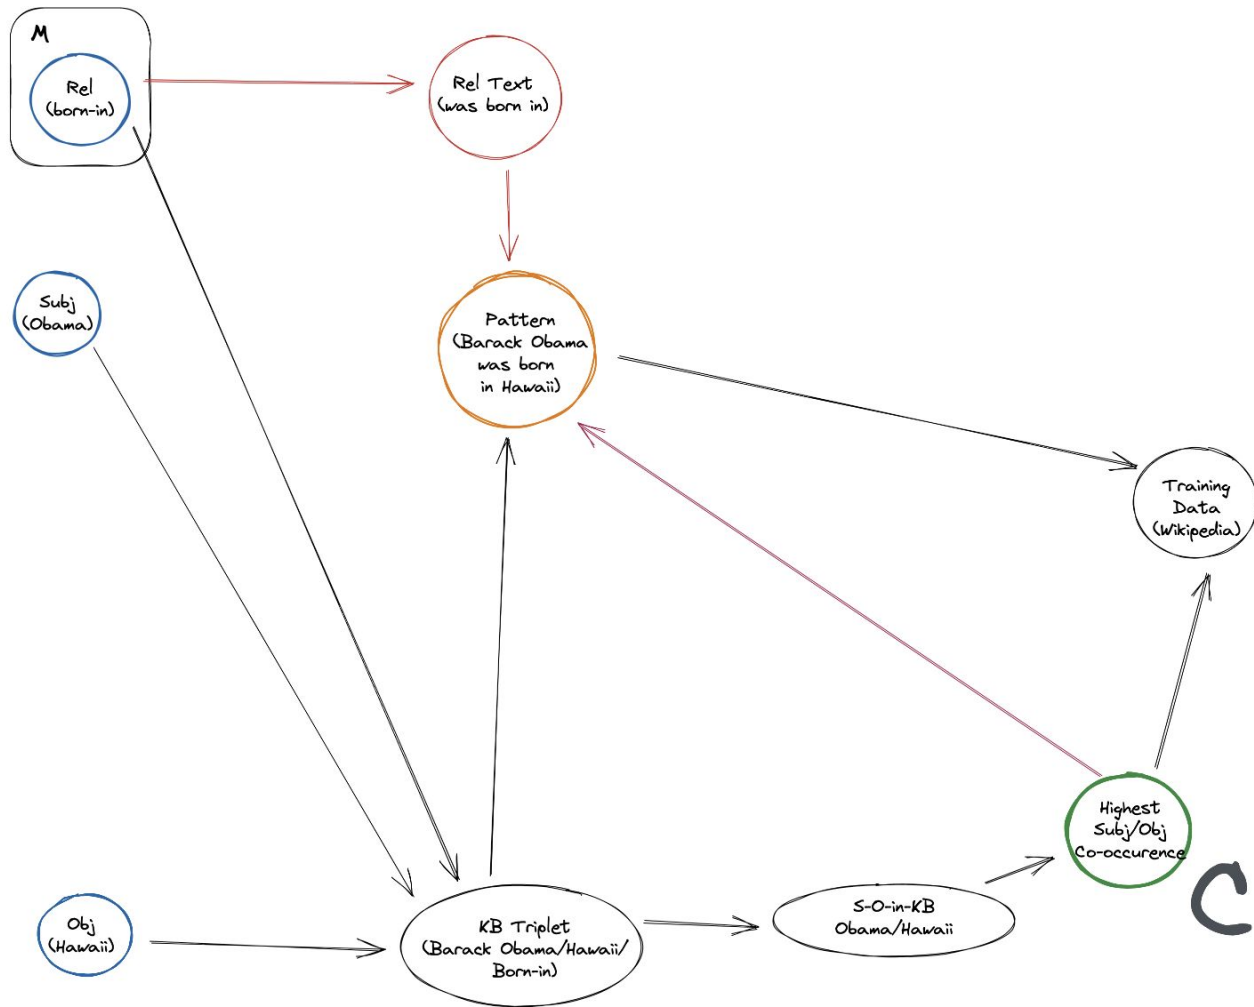 M
Rel
(born-in)
Rel Text
(was born in)
Subj
(Obama)
Pattern
(Barack Obama
was born
in Hawaii)
Training
Data
(Wikipedia)
Highest
Subj/Obj
Co-occurence
C
S-O-in-KB
Obama/Hawaii
Obj
(Hawaii)
KB Triplet
(Barack Obama/Hawaii/
Born-in)